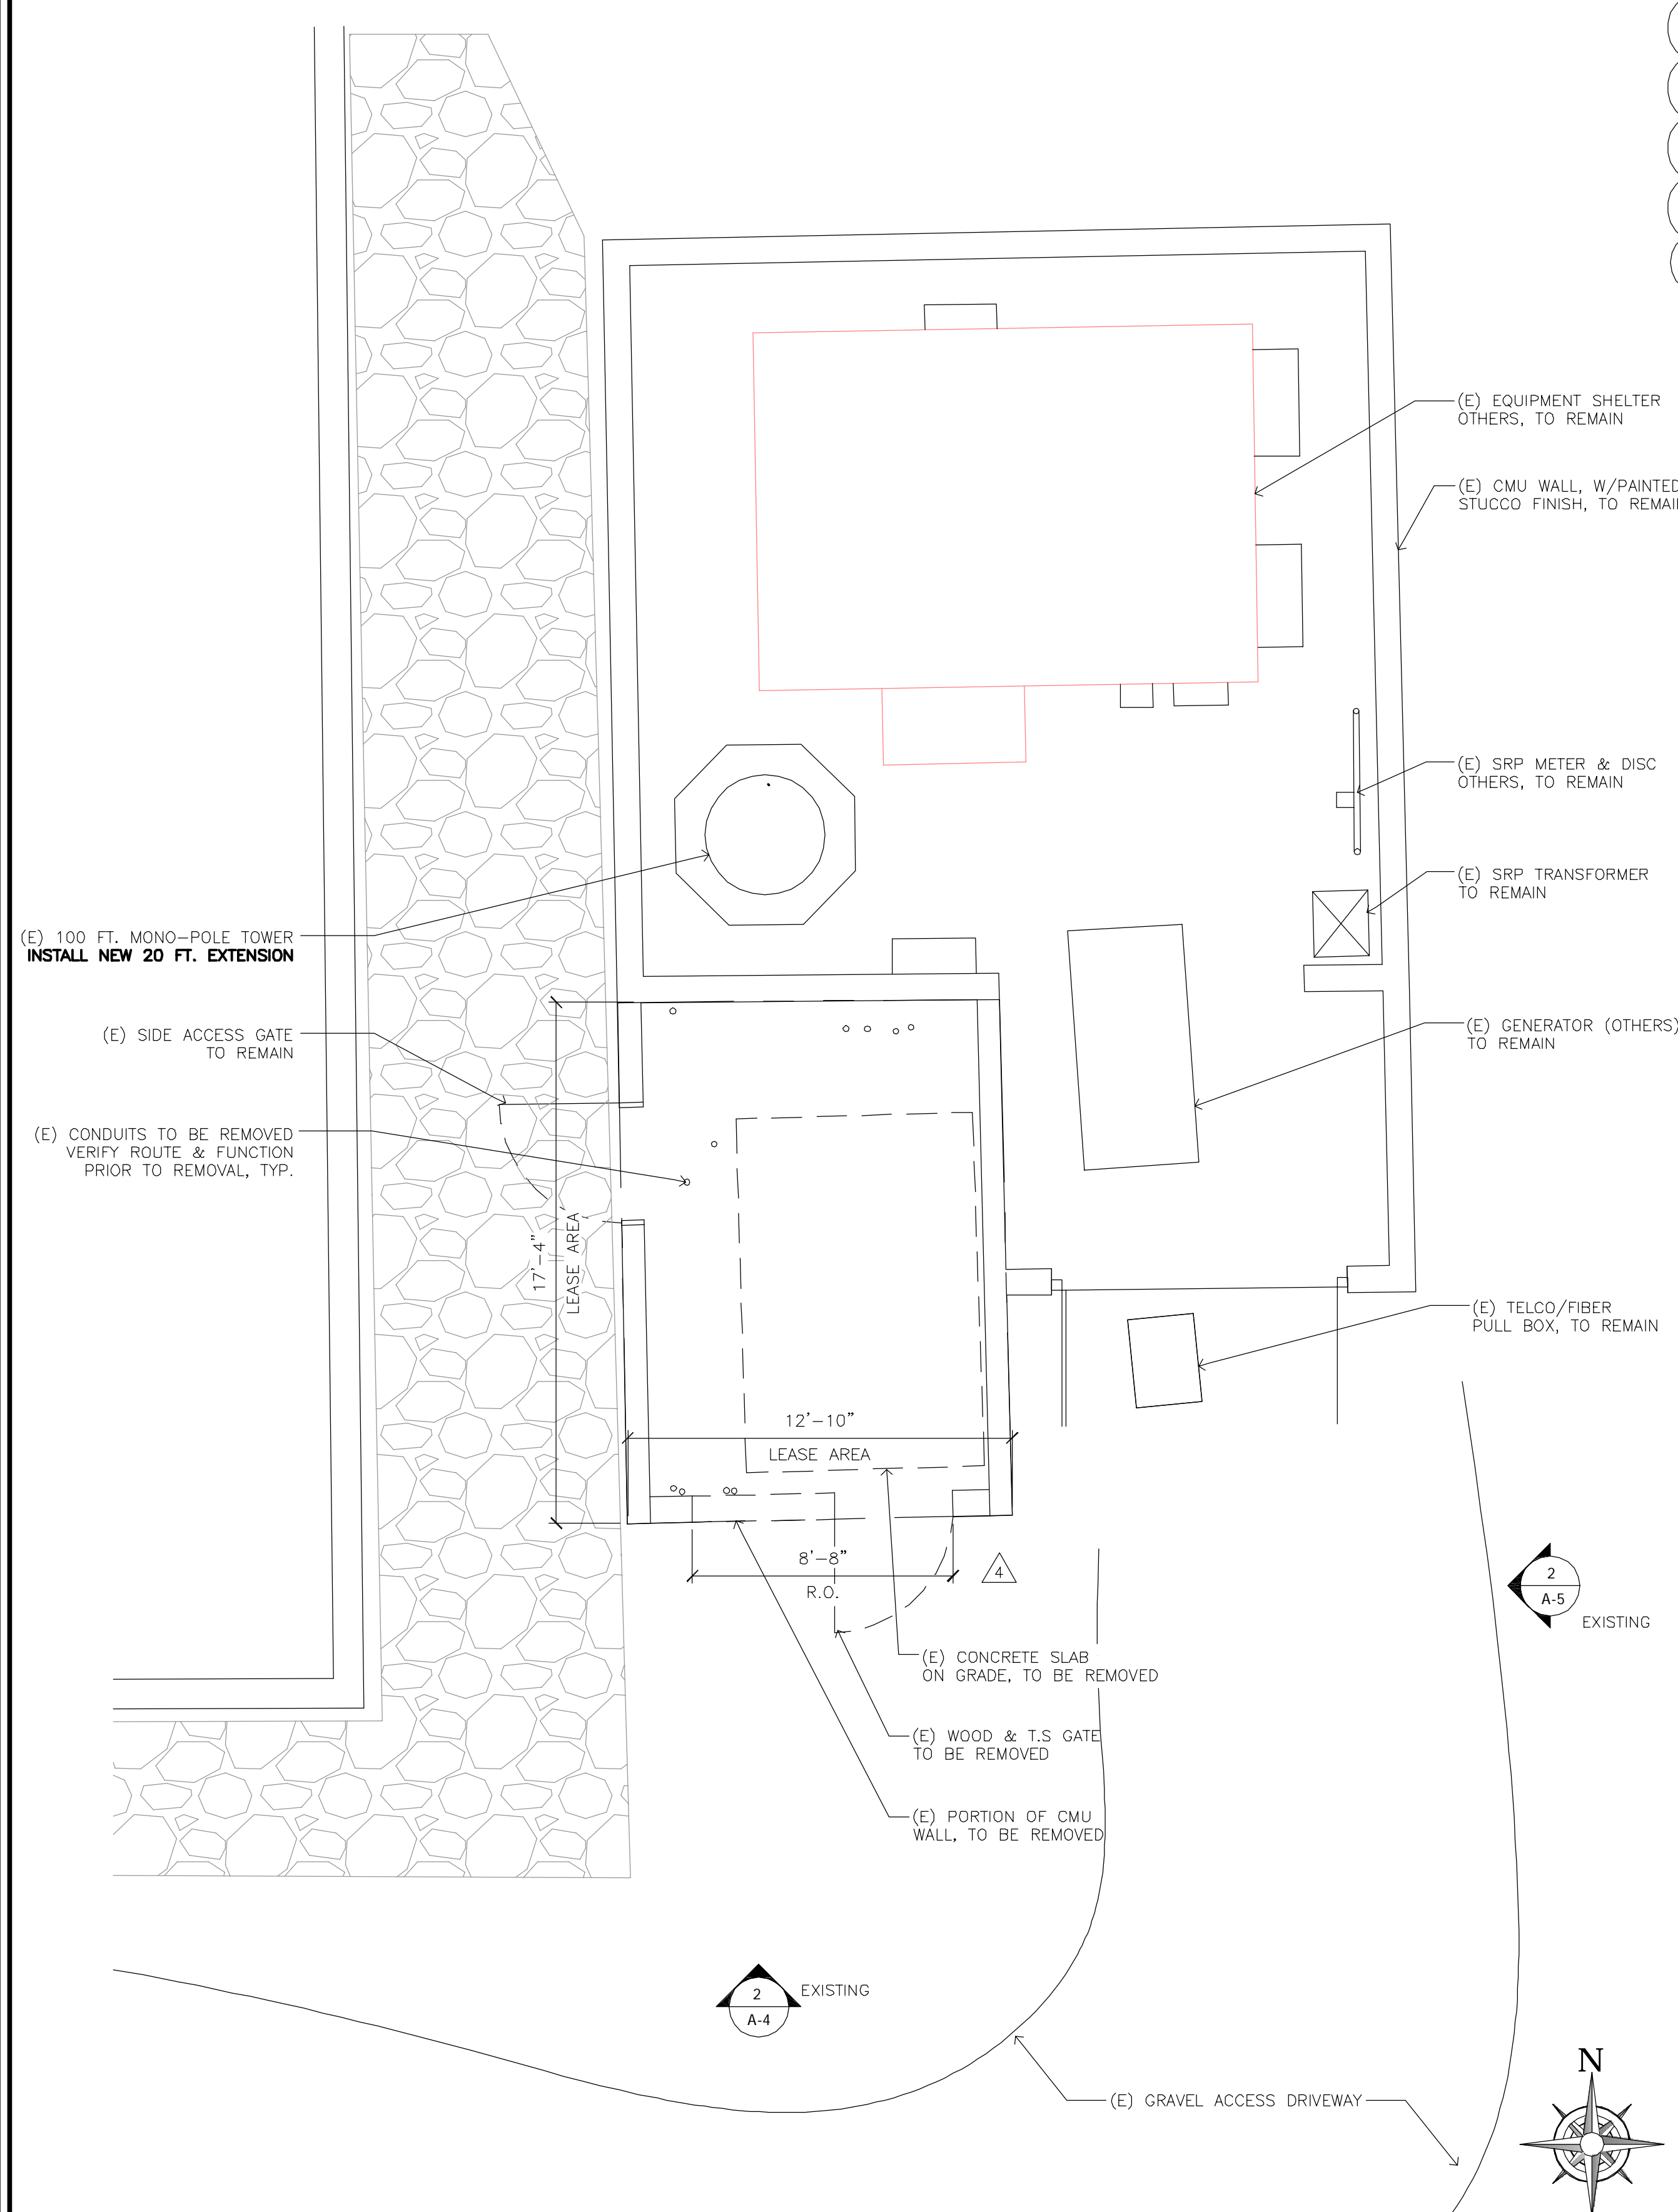 (E) EQUIPMENT SHELTER
OTHERS, TO REMAIN
(E) CMU WALL, W/PAINTED
STUCCO FINISH, TO REMAI
(E) SRP METER & DISC
OTHERS, TO REMAIN
(E) SRP TRANSFORMER
TO REMAIN
(E) 100 FT. MONO-POLE TOWER
INSTALL NEW 20 FT. EXTENSION
(E) SIDE ACCESS GATE
TO REMAIN
(E) GENERATOR (OTHERS)
TO REMAIN
(E) CONDUITS TO BE REMOVED
VERIFY ROUTE & FUNCTION
PRIOR TO REMOVAL, TYP.
17'-4"
LEASE AREA
(E) TELCO/FIBER
PULL BOX, TO REMAIN
12'-10"
LEASE AREA
8'-8"
R.O.
4
2
A-5
EXISTING
(E) CONCRETE SLAB
ON GRADE, TO BE REMOVED
(E) WOOD & T.S GATE
TO BE REMOVED
(E) PORTION OF CMU
WALL, TO BE REMOVED
2
A-4
EXISTING
(E) GRAVEL ACCESS DRIVEWAY
N